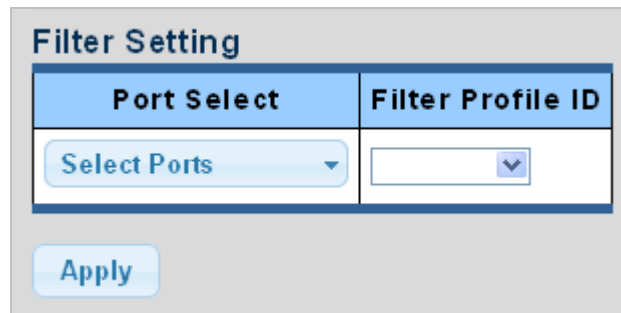 Filter Setting
Port Select Filter Profile ID
Select Ports
Apply